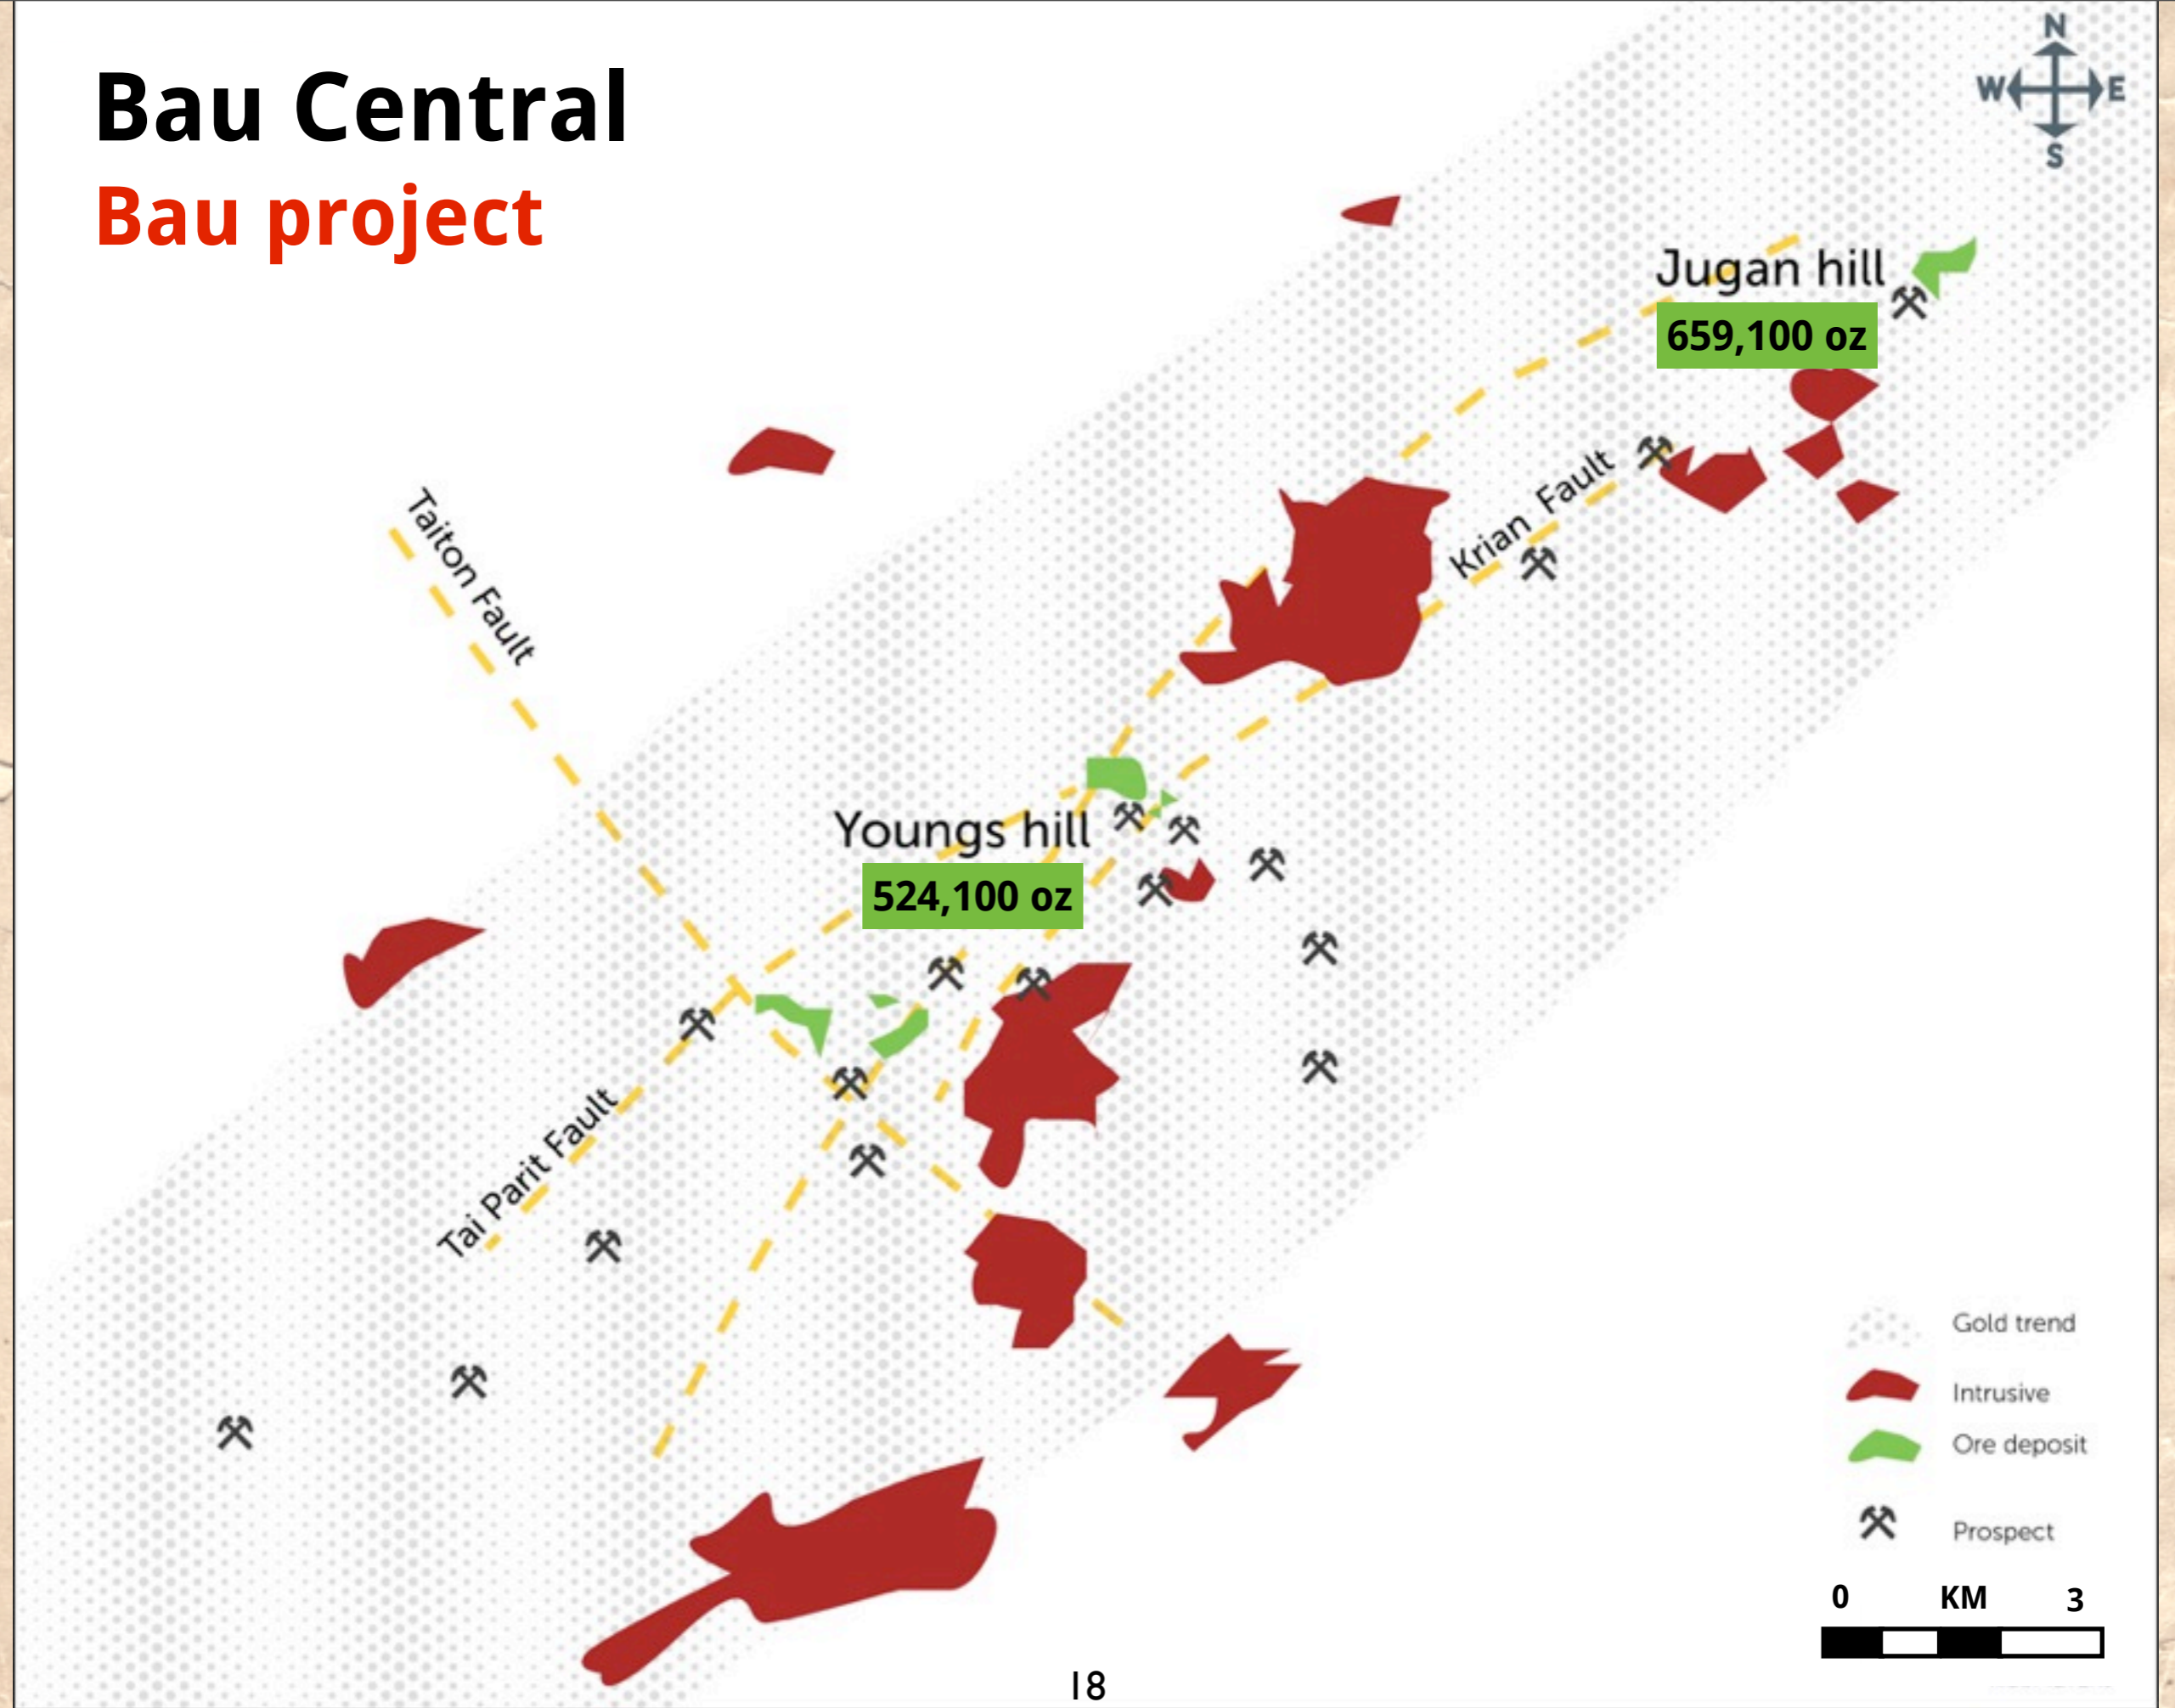 Bau Central
Bau project
N
W E
S
Jugan hill
659,100 oz
Krian Fault
Taiton Fault
Youngs hill
524,100 oz
Tai Parit Fault
Gold trend
Intrusive
Ore deposit
Prospect
0 KM 3
18